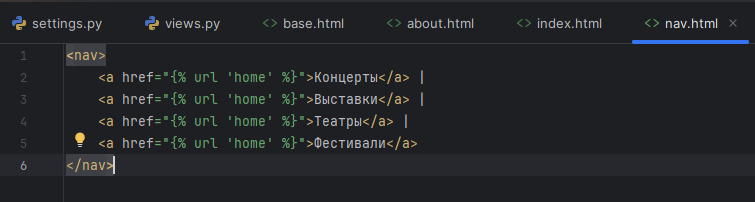 settings.py views.py base.html about.html index.html nav.html
1 <nav>
2 <a href="{% url 'home' %}">Концерты</a> |
3 <a href="{% url 'home' %}">Выставки</a> |
4 <a href="{% url 'home' %}">Театры</a> |
5 <a href="{% url 'home' %}">Фестивали</a>
6 </nav>